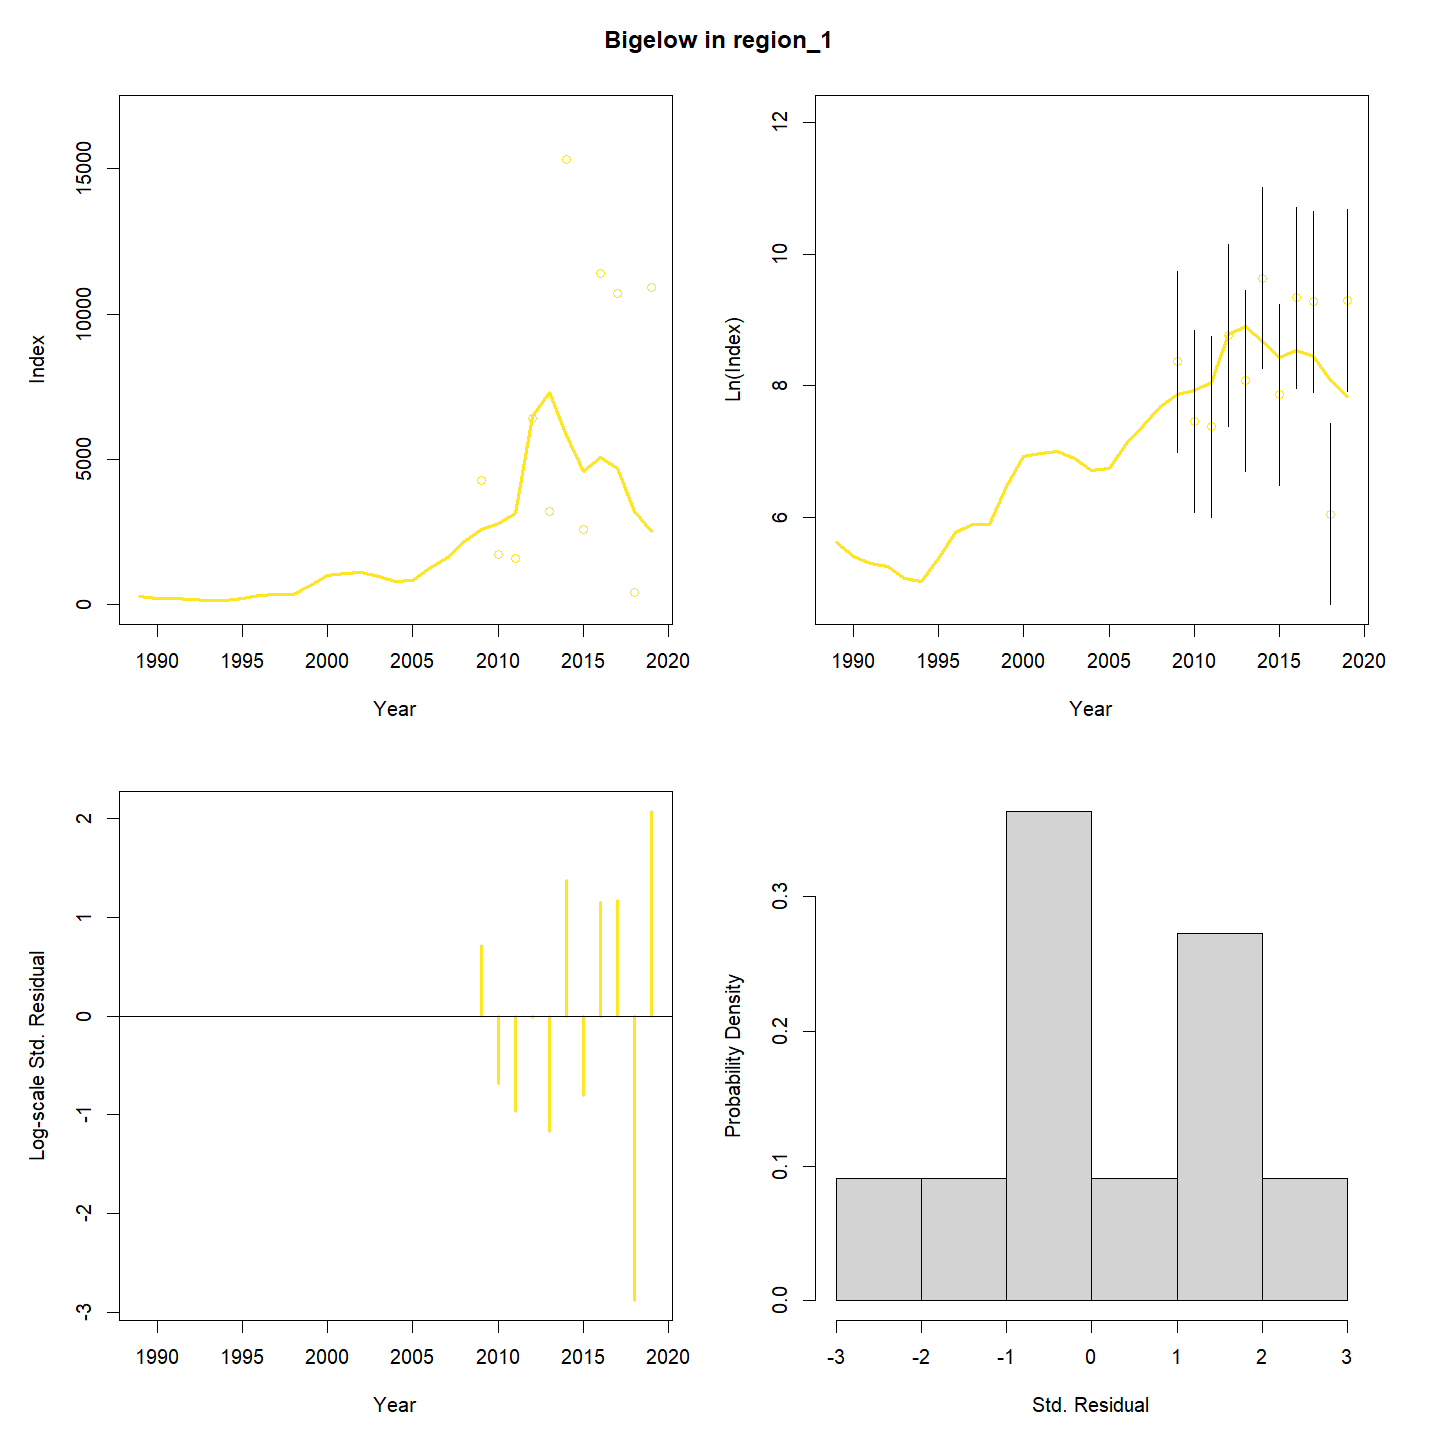 Bigelow in region_1
Index
15000
10000
5000
0
1990 1995 2000 2005 2010 2015 2020
Year
Ln(Index)
12
10
8
6
1990 1995 2000 2005 2010 2015 2020
Year
Log-scale Std. Residual
2
1
0
-1
-2
-3
1990 1995 2000 2005 2010 2015 2020
Year
Probability Density
0.3
0.2
0.1
0.0
-3 -2 -1 0 1 2 3
Std. Residual